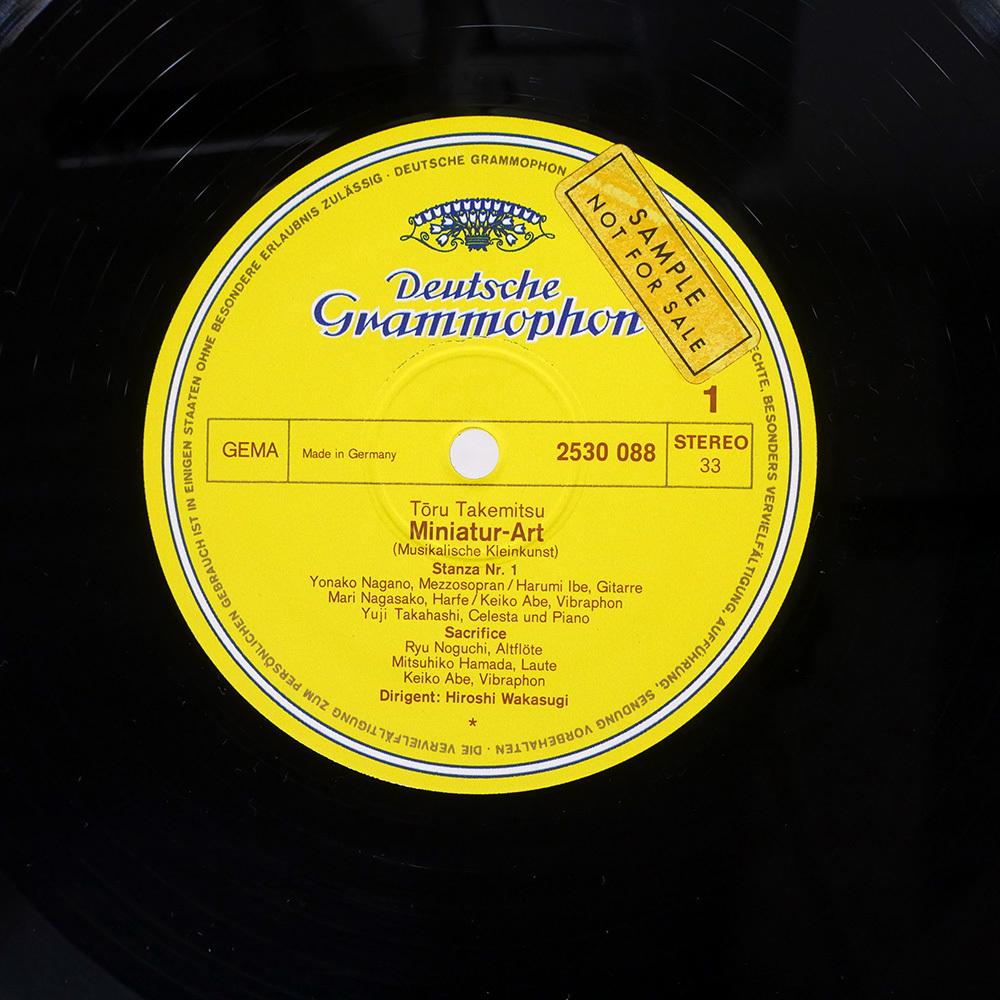 DEUTSCHE GRAMMOPHON
ECHTE, BESONDERS VERVIELFÄLTIGUNG, AUFFÜHRUNG, SENDUNG VORBEHALTEN · DIE VERVIELFÄLTIGUNG ZUM PERSÖNLICHEN GEBRAUCH IST IN EINIGEN STAATEN OHNE BESONDERE ERLAUBNIS ZULÄSSIG ·
SAMPLE
NOT FOR SALE
Deutsche
Grammophon
1
GEMA
Made in Germany
2530 088
STEREO
33
Tōru Takemitsu
Miniatur-Art
(Musikalische Kleinkunst)
Stanza Nr. 1
Yonako Nagano, Mezzosopran/Harumi Ibe, Gitarre
Mari Nagasako, Harfe/Keiko Abe, Vibraphon
Yuji Takahashi, Celesta und Piano
Sacrifice
Ryu Noguchi, Altflöte
Mitsuhiko Hamada, Laute
Keiko Abe, Vibraphon
Dirigent: Hiroshi Wakasugi
*